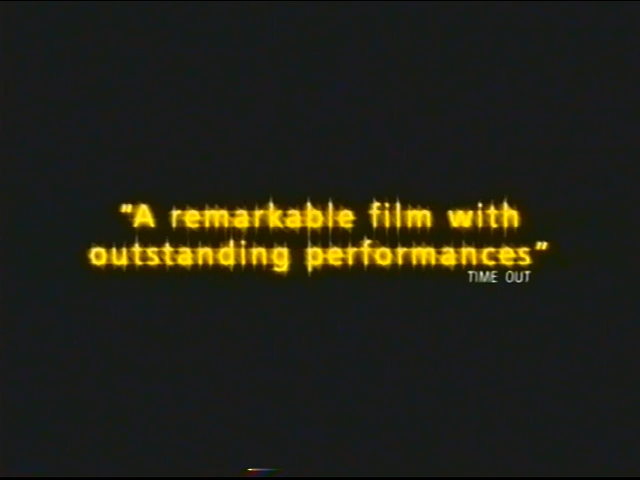 "A remarkable film with
outstanding performances"
TIME OUT